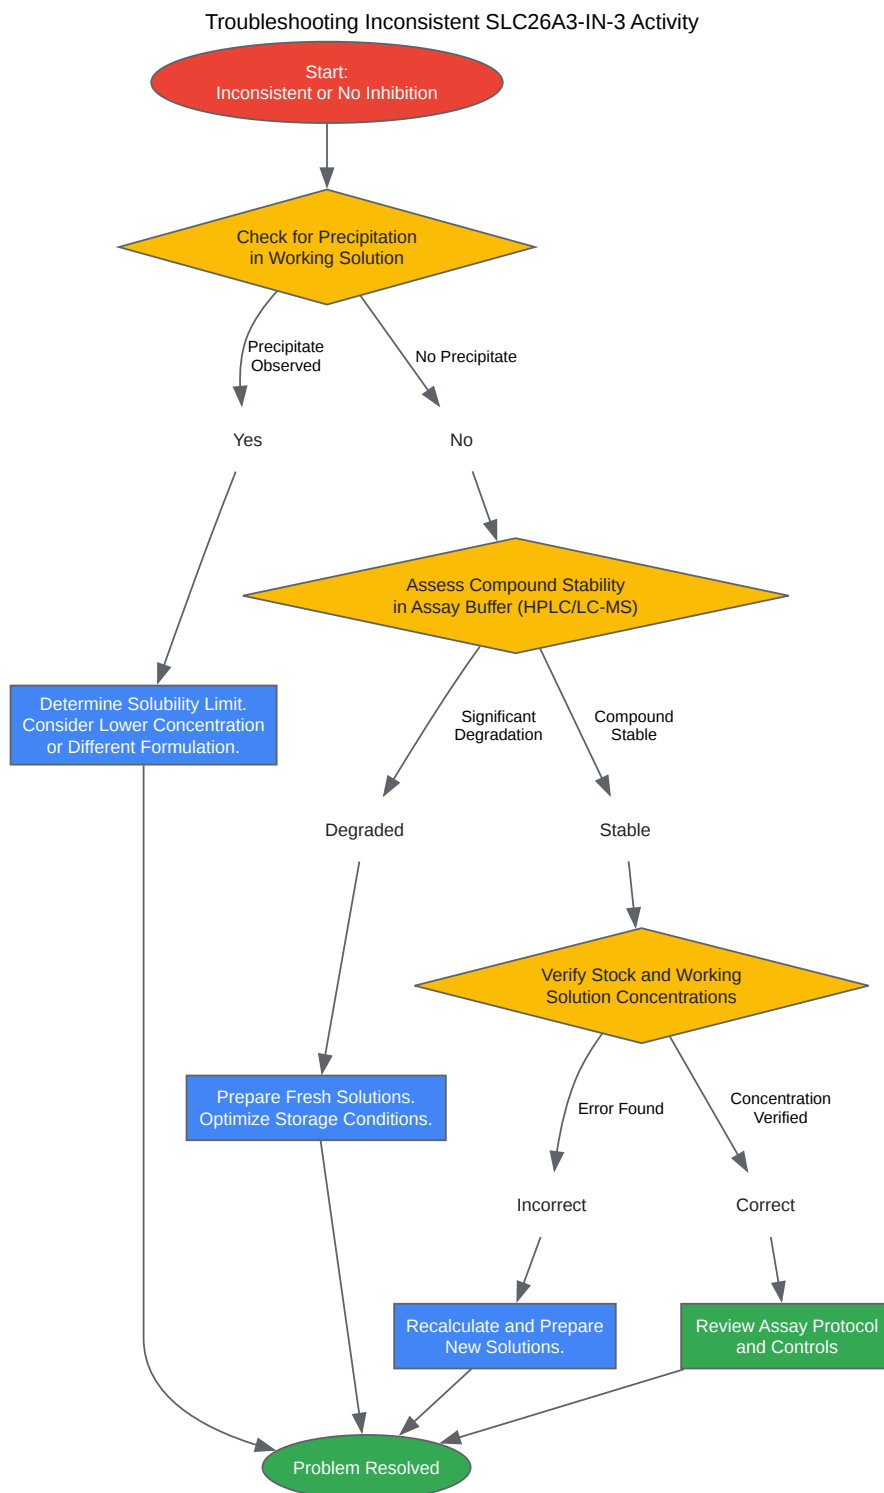 Troubleshooting Inconsistent SLC26A3-IN-3 Activity
Start:
Inconsistent or No Inhibition
Check for Precipitation
in Working Solution
Precipitate
Observed
No Precipitate
Yes
No
Assess Compound Stability
in Assay Buffer (HPLC/LC-MS)
Determine Solubility Limit.
Consider Lower Concentration
or Different Formulation.
Significant
Degradation
Compound
Stable
Degraded
Stable
Verify Stock and Working
Solution Concentrations
Prepare Fresh Solutions.
Optimize Storage Conditions.
Error Found
Concentration
Verified
Incorrect
Correct
Recalculate and Prepare
New Solutions.
Review Assay Protocol
and Controls
Problem Resolved